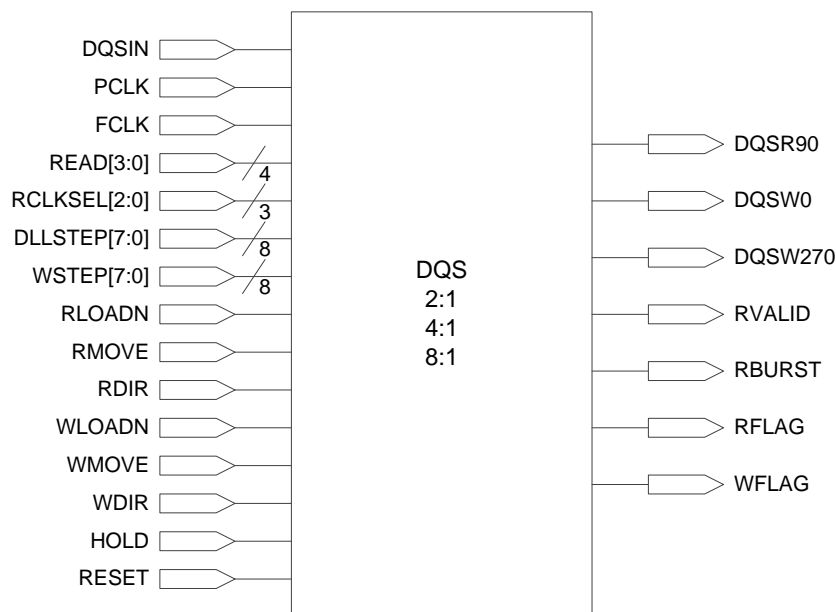 DQSIN
PCLK
FCLK
READ[3:0]
4
RCLKSEL[2:0]
3
DLLSTEP[7:0]
8
WSTEP[7:0]
8
RLOADN
RMOVE
RDIR
WLOADN
WMOVE
WDIR
HOLD
RESET
DQS
2:1
4:1
8:1
DQSR90
DQSW0
DQSW270
RVALID
RBURST
RFLAG
WFLAG